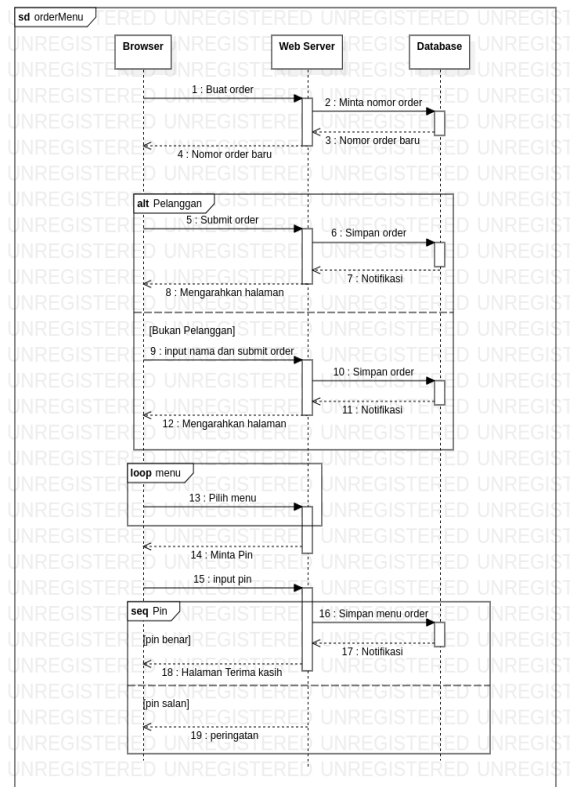 sd orderMenu
Browser
Web Server
Database
1 : Buat order
2 : Minta nomor order
3 : Nomor order baru
4 : Nomor order baru
alt Pelanggan
5 : Submit order
6 : Simpan order
7 : Notifikasi
8 : Mengarahkan halaman
[Bukan Pelanggan]
9 : input nama dan submit order
10 : Simpan order
11 : Notifikasi
12 : Mengarahkan halaman
loop menu
13 : Pilih menu
14 : Minta Pin
15 : input pin
seq Pin
16 : Simpan menu order
[pin benar]
17 : Notifikasi
18 : Halaman Terima kasih
[pin salan]
19 : peringatan
UNREGISTERED